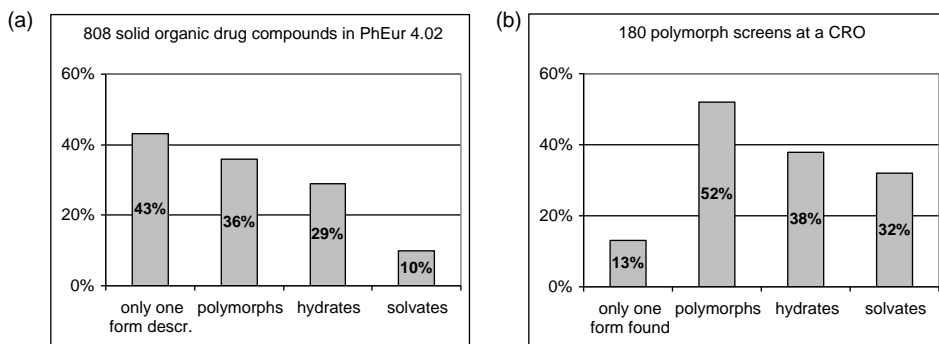 (a)
808 solid organic drug compounds in PhEur 4.02
60%
40%
20%
0%
43%
36%
29%
10%
only one
form descr.
polymorphs
hydrates
solvates
(b)
180 polymorph screens at a CRO
60%
40%
20%
0%
13%
52%
38%
32%
only one
form found
polymorphs
hydrates
solvates